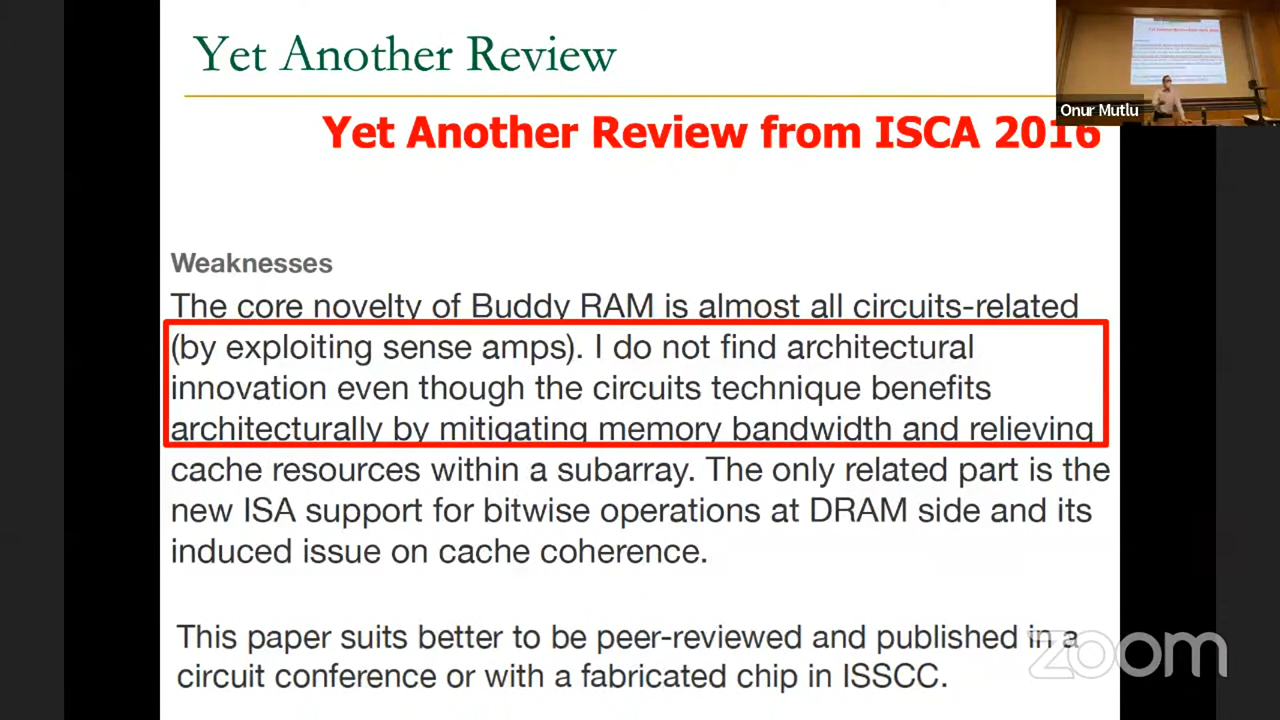 Yet Another Review
Onur Mutlu
Yet Another Review from ISCA 2016
Weaknesses
The core novelty of Buddy RAM is almost all circuits-related
(by exploiting sense amps). I do not find architectural
innovation even though the circuits technique benefits
architecturally by mitigating memory bandwidth and relieving
cache resources within a subarray. The only related part is the
new ISA support for bitwise operations at DRAM side and its
induced issue on cache coherence.
This paper suits better to be peer-reviewed and published in a
circuit conference or with a fabricated chip in ISSCC.
zoom